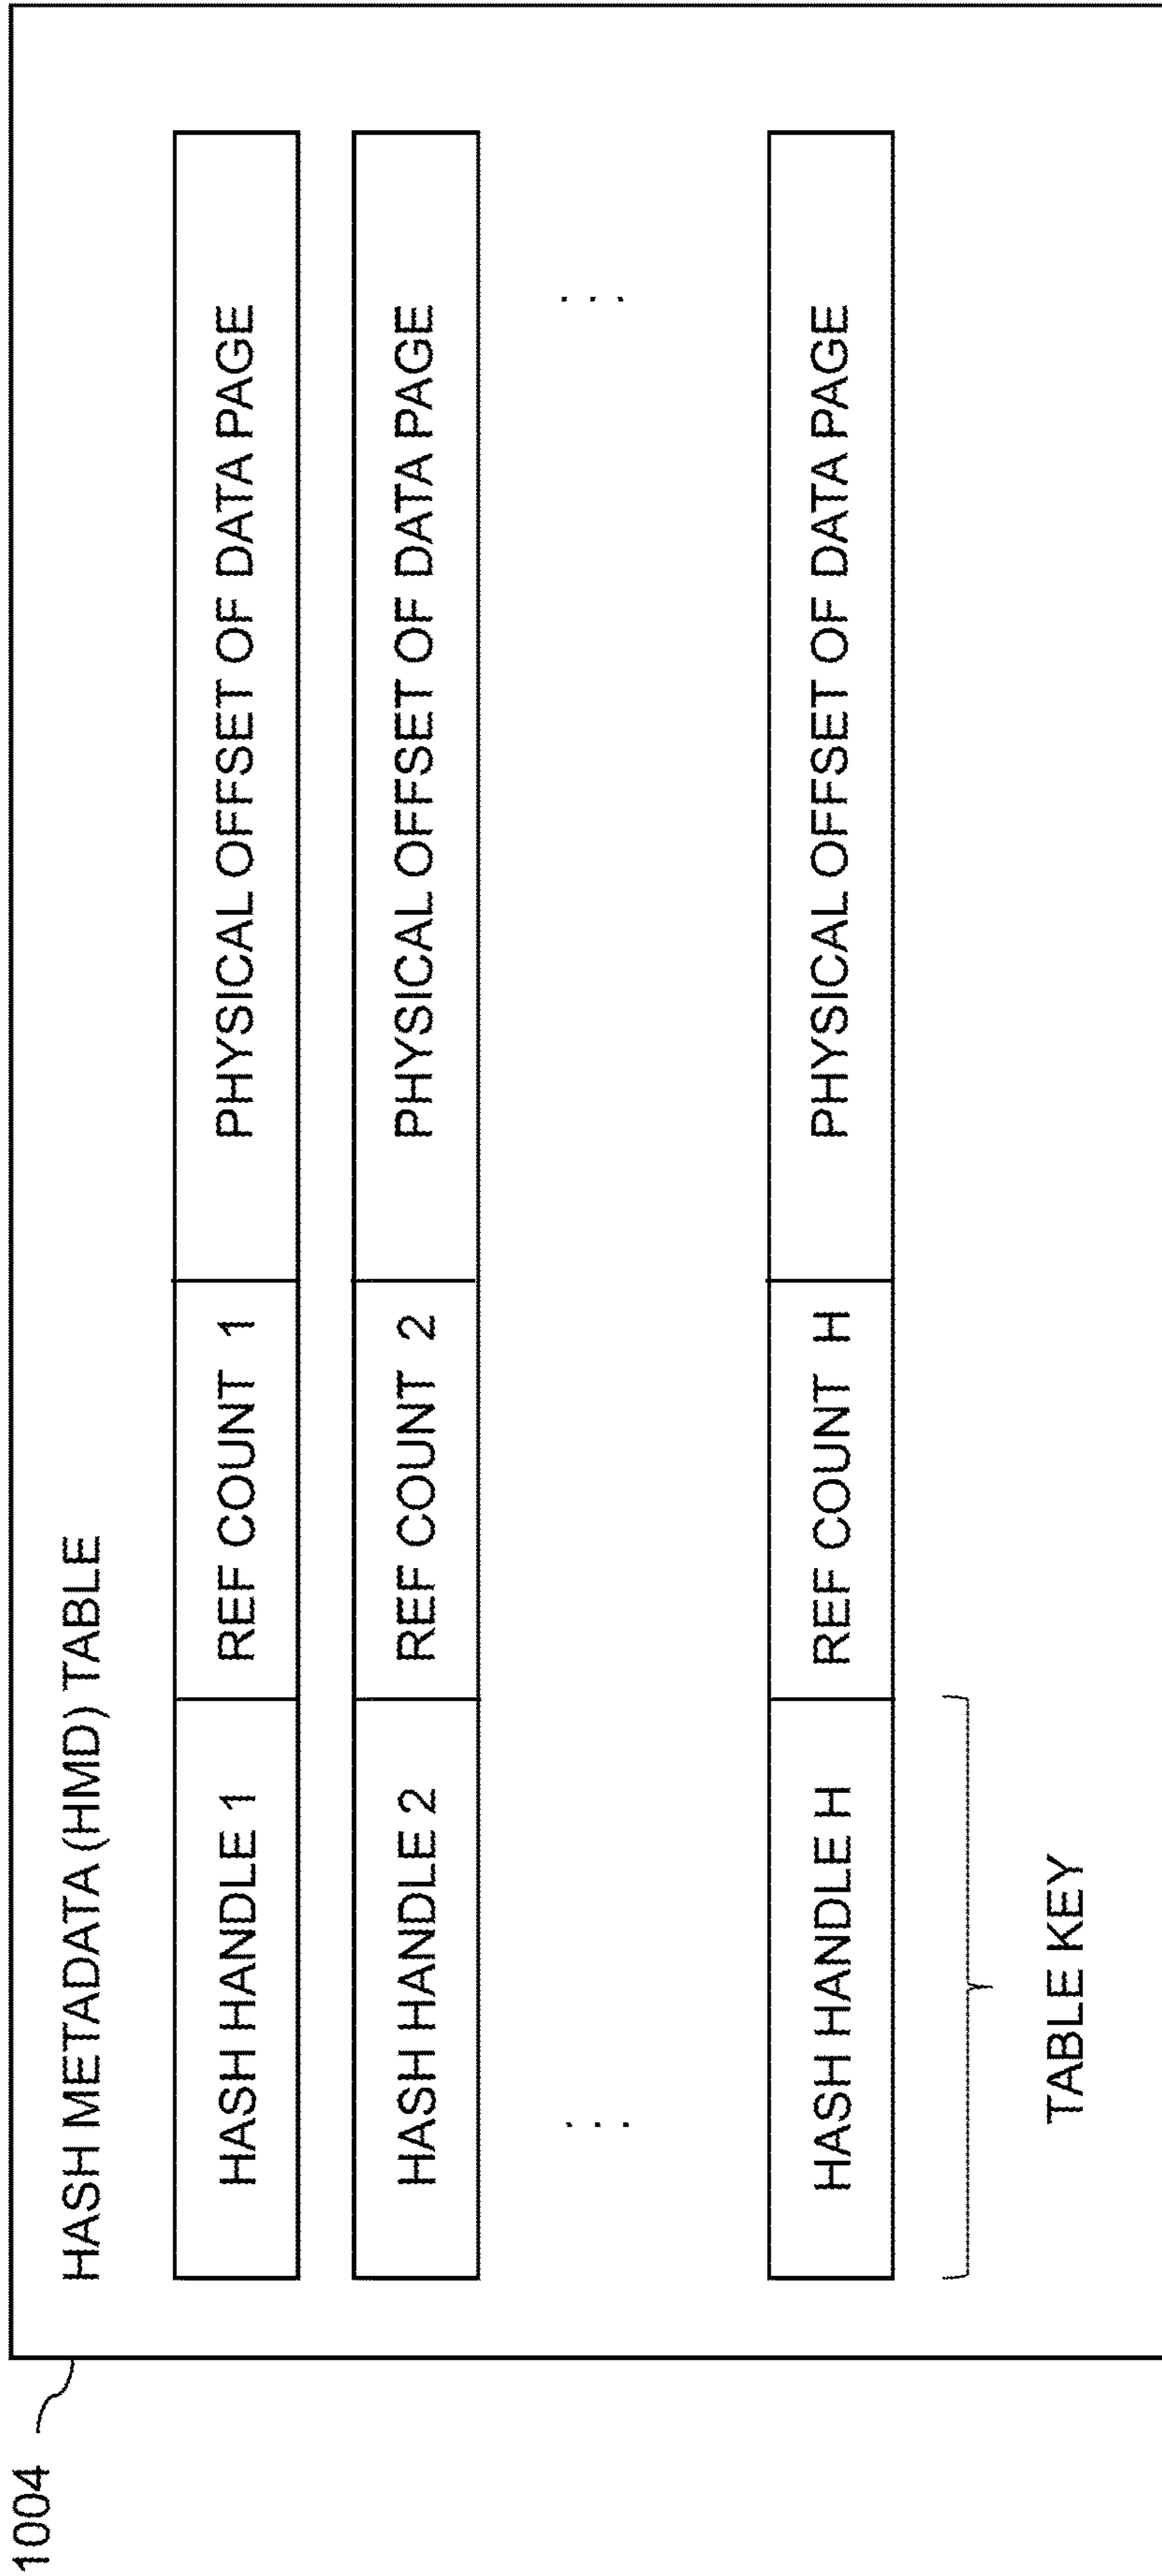 1004
HASH METADATA (HMD) TABLE
HASH HANDLE 1 REF COUNT 1 PHYSICAL OFFSET OF DATA PAGE
HASH HANDLE 2 REF COUNT 2 PHYSICAL OFFSET OF DATA PAGE
... ...
HASH HANDLE H REF COUNT H PHYSICAL OFFSET OF DATA PAGE
TABLE KEY